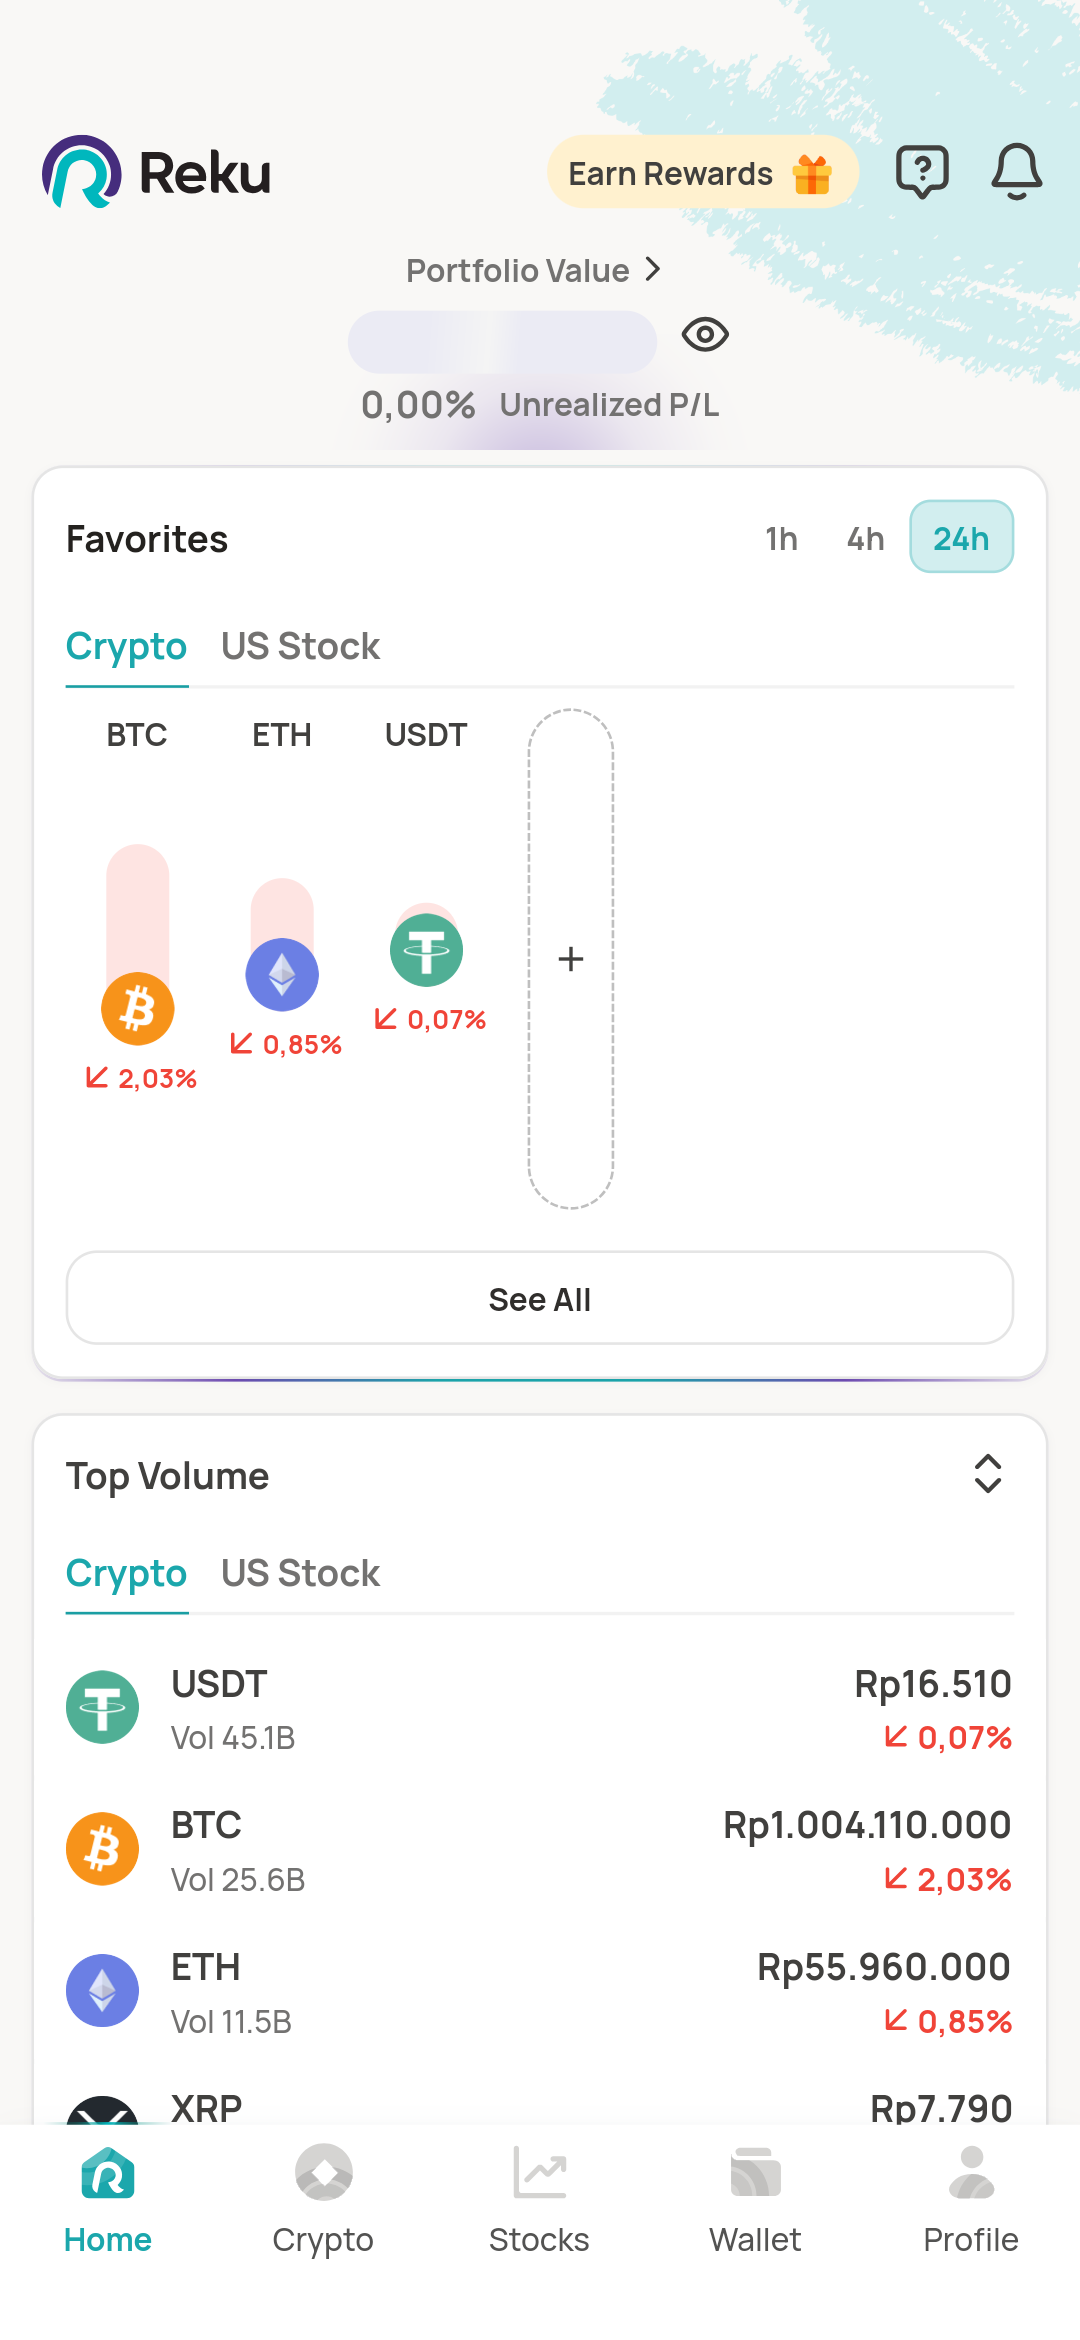 Reku
Earn Rewards
Portfolio Value
0,00% Unrealized P/L
Favorites
1h 4h 24h
Crypto US Stock
BTC ETH USDT
0,07%
0,85%
2,03%
See All
Top Volume
Crypto US Stock
USDT Rp16.510
Vol 45.1B 0,07%
BTC Rp1.004.110.000
Vol 25.6B 2,03%
ETH Rp55.960.000
Vol 11.5B 0,85%
XRP Rp7.790
Home Crypto Stocks Wallet Profile